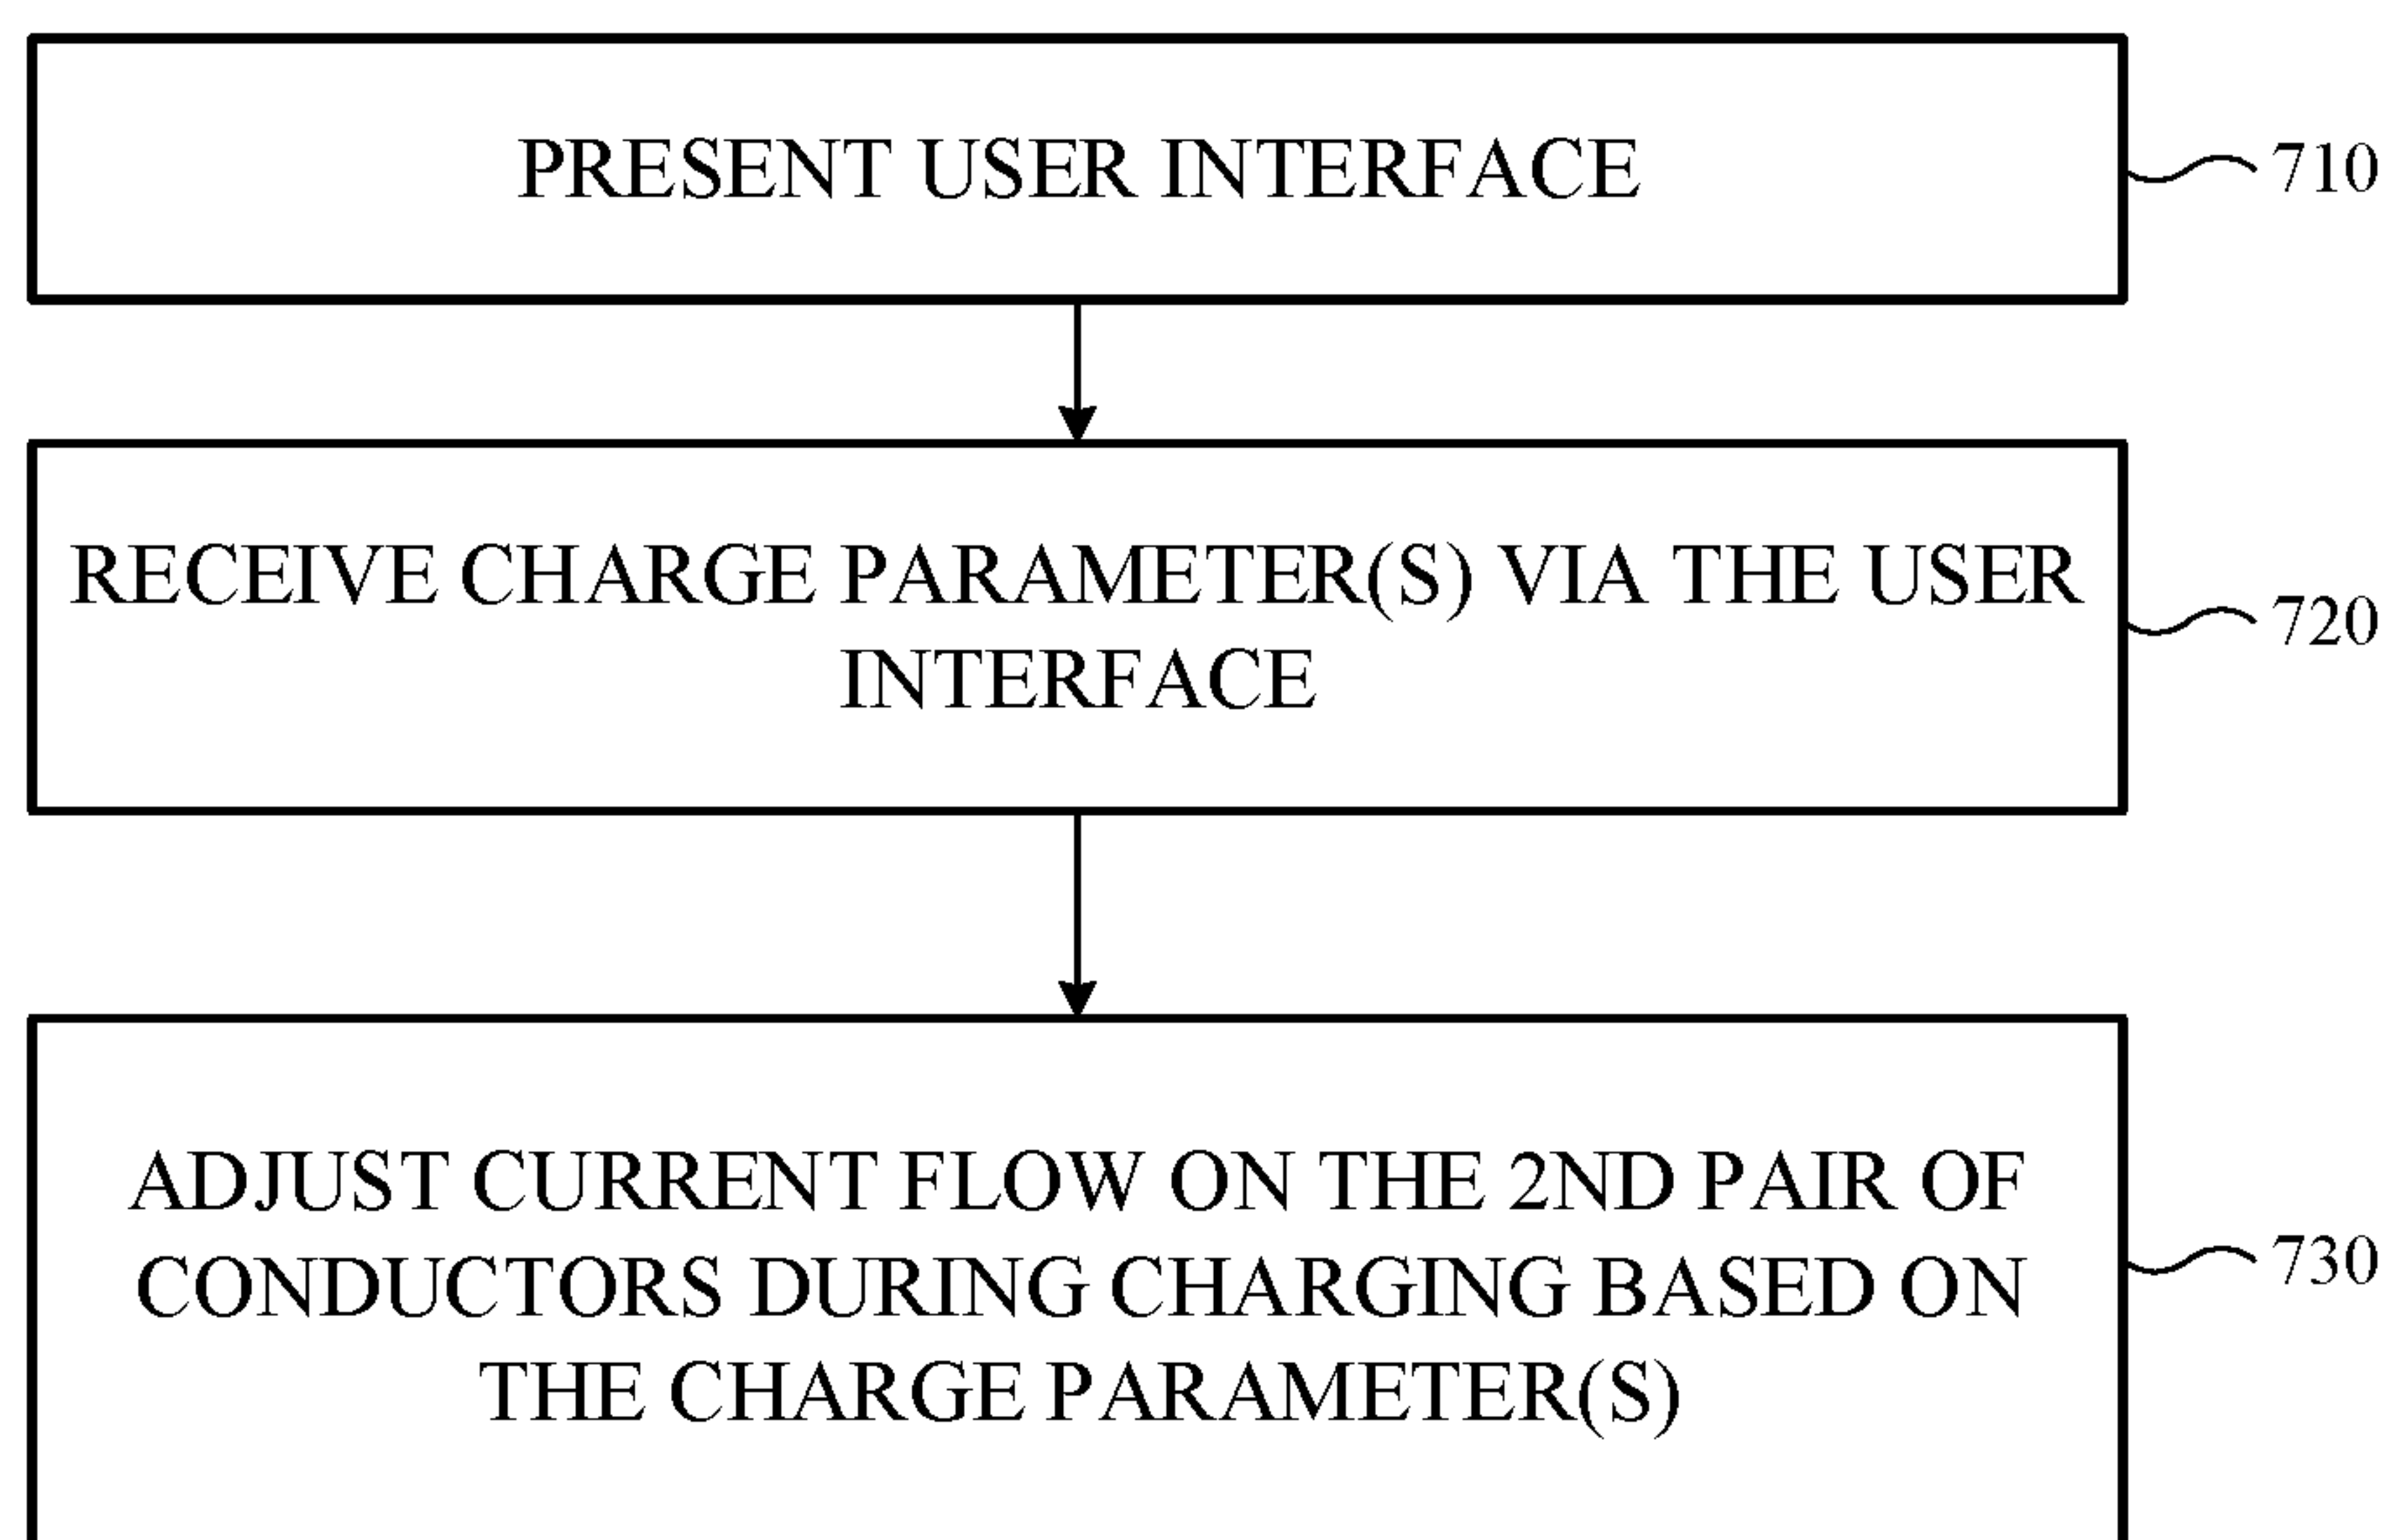 PRESENT USER INTERFACE
710
RECEIVE CHARGE PARAMETER(S) VIA THE USER
INTERFACE
720
ADJUST CURRENT FLOW ON THE 2ND PAIR OF
CONDUCTORS DURING CHARGING BASED ON
THE CHARGE PARAMETER(S)
730